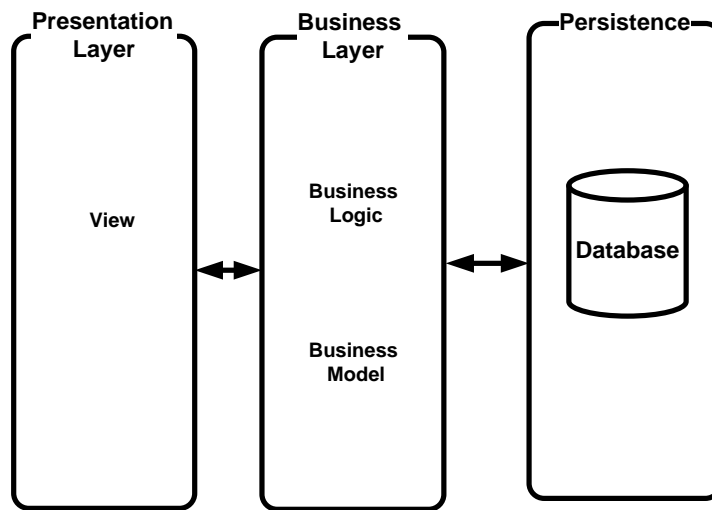 Presentation
Layer
Business
Layer
Persistence
View
Business
Logic
Business
Model
Database